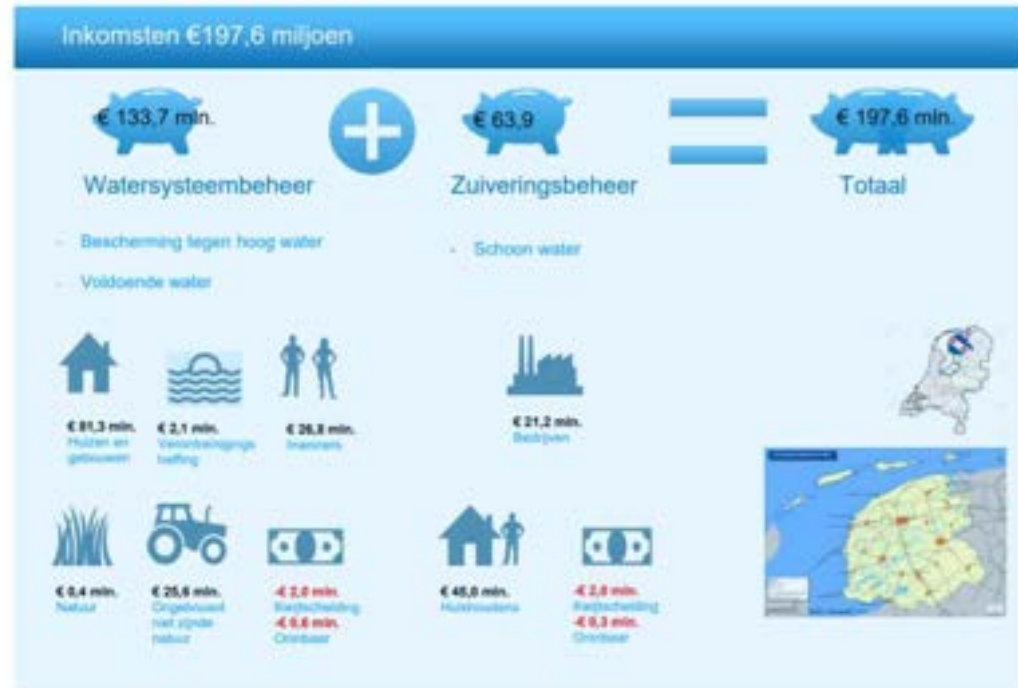 Inkomsten €197,6 miljoen
€ 133,7 mln.
€ 63,9
€ 197,6 mln.
Watersysteembeheer
Zuiveringsbeheer
Totaal
- Bescherming tegen hoog water
- Schoon water
- Voldoende water
€ 81,3 mln.
Huizen en
gebouwen
€ 2,1 mln.
Verontreinigings
heffing
€ 26,8 mln.
Inwoners
€ 21,2 mln.
Bedrijven
€ 0,4 mln.
Natuur
€ 25,6 mln.
Ongebouwd
niet zijnde
natuur
-€ 2,0 mln.
Kwijtschelding
-€ 0,6 mln.
Oninbaar
€ 45,0 mln.
Huishoudens
-€ 2,0 mln.
Kwijtschelding
-€ 0,3 mln.
Oninbaar